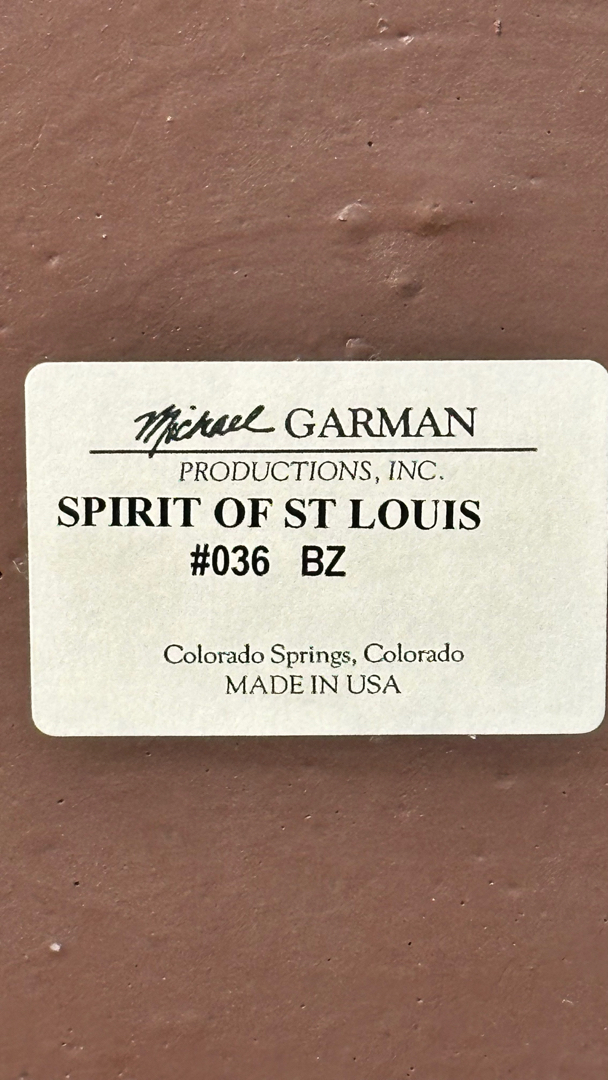 Michael GARMAN
PRODUCTIONS, INC.
SPIRIT OF ST LOUIS
#036 BZ
Colorado Springs, Colorado
MADE IN USA